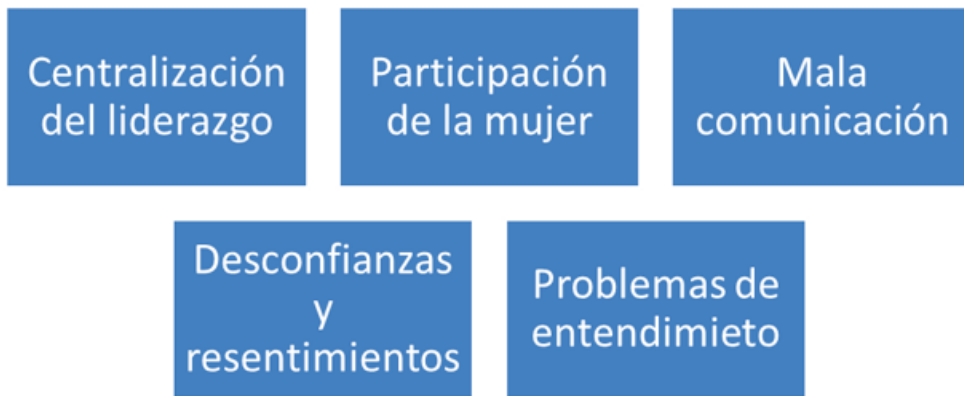 Centralización
del liderazgo
Participación
de la mujer
Mala
comunicación
Desconfianzas
y
resentimientos
Problemas de
entendimieto